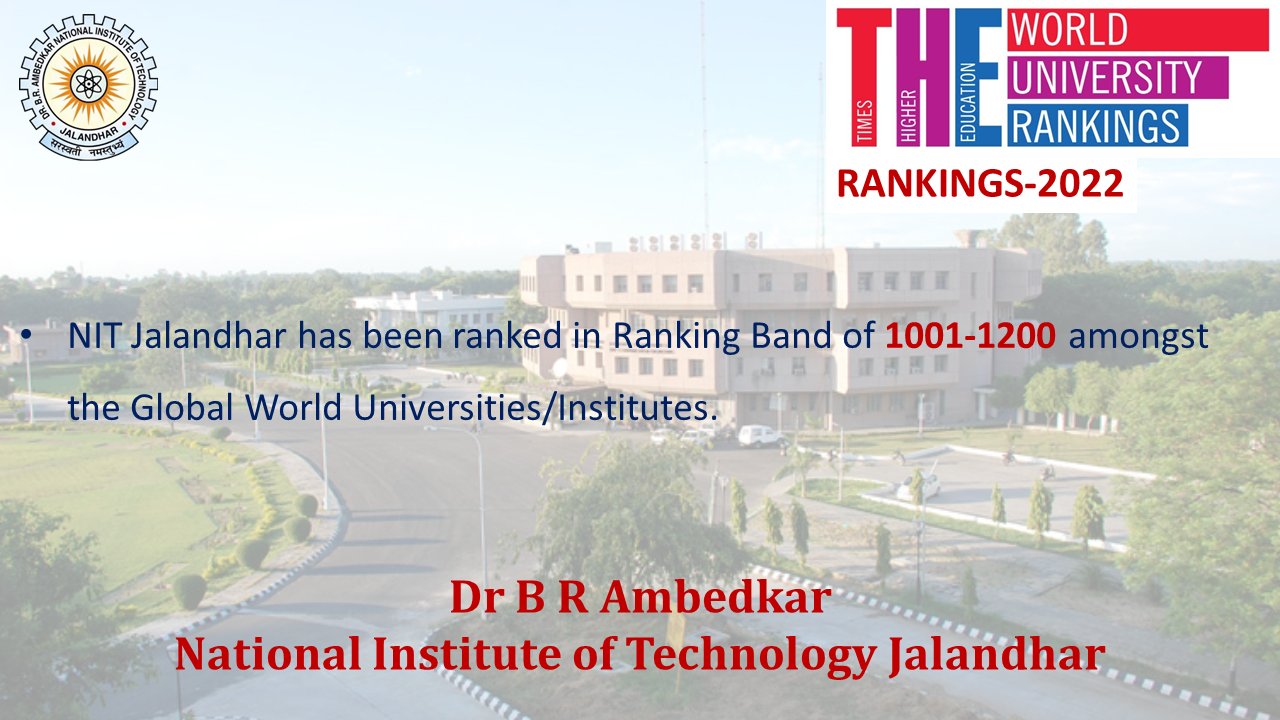 DR. B.R. AMBEDKAR NATIONAL INSTITUTE OF TECHNOLOGY
• JALANDHAR •
सरस्वती नमस्तुभ्यं
TIMES HIGHER EDUCATION
THE
WORLD
UNIVERSITY
RANKINGS
RANKINGS-2022
• NIT Jalandhar has been ranked in Ranking Band of 1001-1200 amongst
the Global World Universities/Institutes.
Dr B R Ambedkar
National Institute of Technology Jalandhar